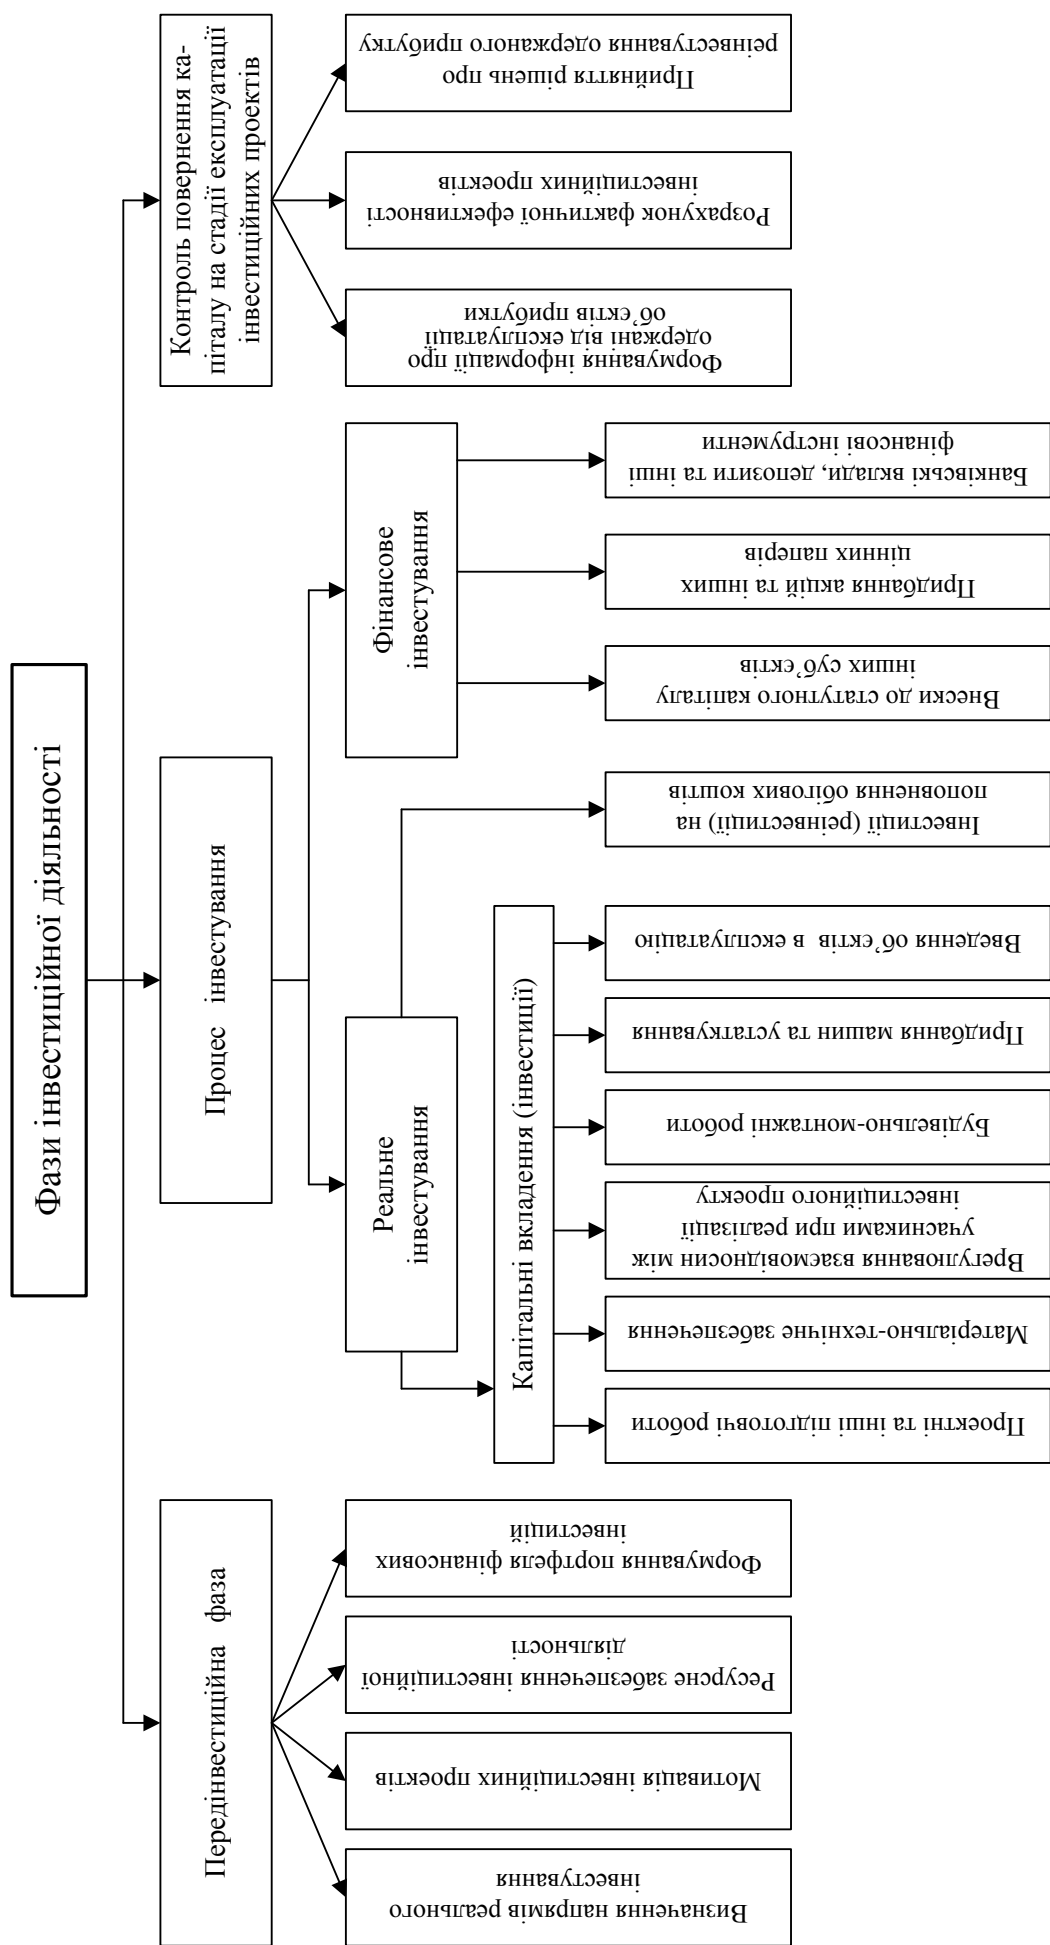 Фази інвестиційної діяльності
Передінвестиційна фаза
Процес інвестування
Контроль повернення ка-
піталу на стадії експлуатації
інвестиційних проектів
Визначення напрямів реального
інвестування
Мотивація інвестиційних проектів
Ресурсне забезпечення інвестиційної
діяльності
Формування портфеля фінансових
інвестицій
Реальне
інвестування
Фінансове
інвестування
Формування інформації про
одержані від експлуатації
об’єктів прибутки
Розрахунок фактичної ефективності
інвестиційних проектів
Прийняття рішень про
реінвестування одержаного прибутку
Капітальні вкладення (інвестиції)
Проектні та інші підготовчі роботи
Матеріально-технічне забезпечення
Врегулювання взаємовідносин між
учасниками при реалізації
інвестиційного проекту
Будівельно-монтажні роботи
Придбання машин та устаткування
Введення об’єктів в експлуатацію
Інвестиції (реінвестиції) на
поповнення обігових коштів
Внески до статутного капіталу
інших суб’єктів
Придбання акцій та інших
цінних паперів
Банківські вклади, депозити та інші
фінансові інструменти